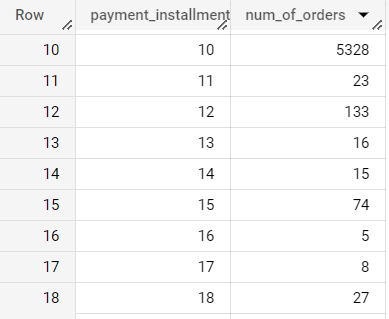 Row payment_installment num_of_orders
10 10 5328
11 11 23
12 12 133
13 13 16
14 14 15
15 15 74
16 16 5
17 17 8
18 18 27